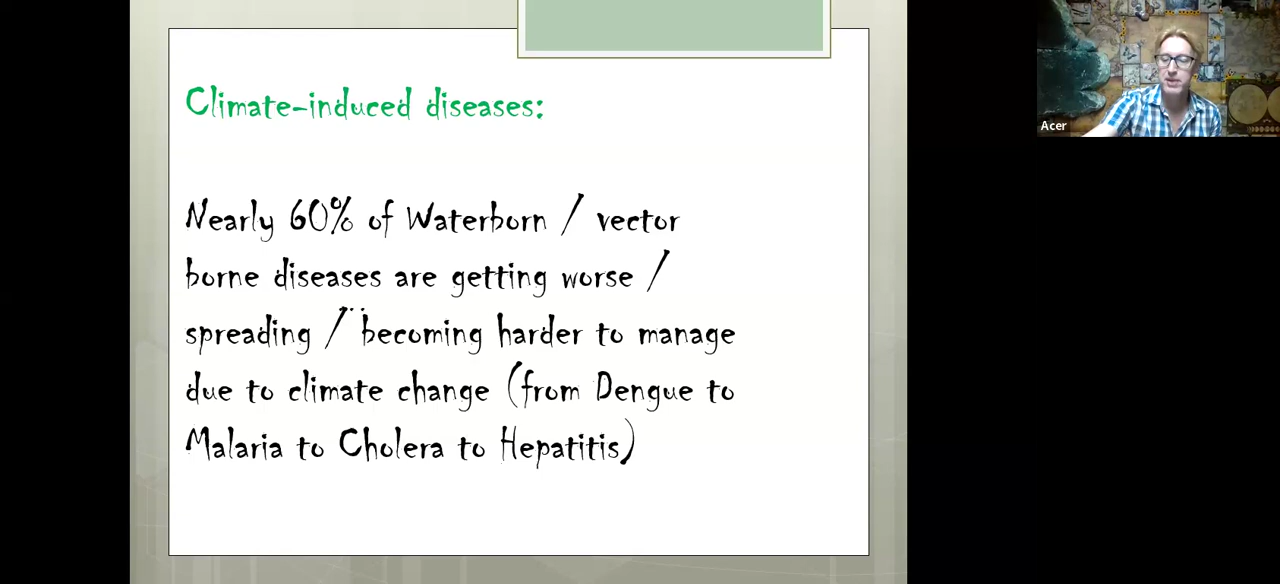 Climate-induced diseases:
Nearly 60% of Waterborn / vector
borne diseases are getting worse /
spreading / becoming harder to manage
due to climate change (from Dengue to
Malaria to Cholera to Hepatitis)
Acer